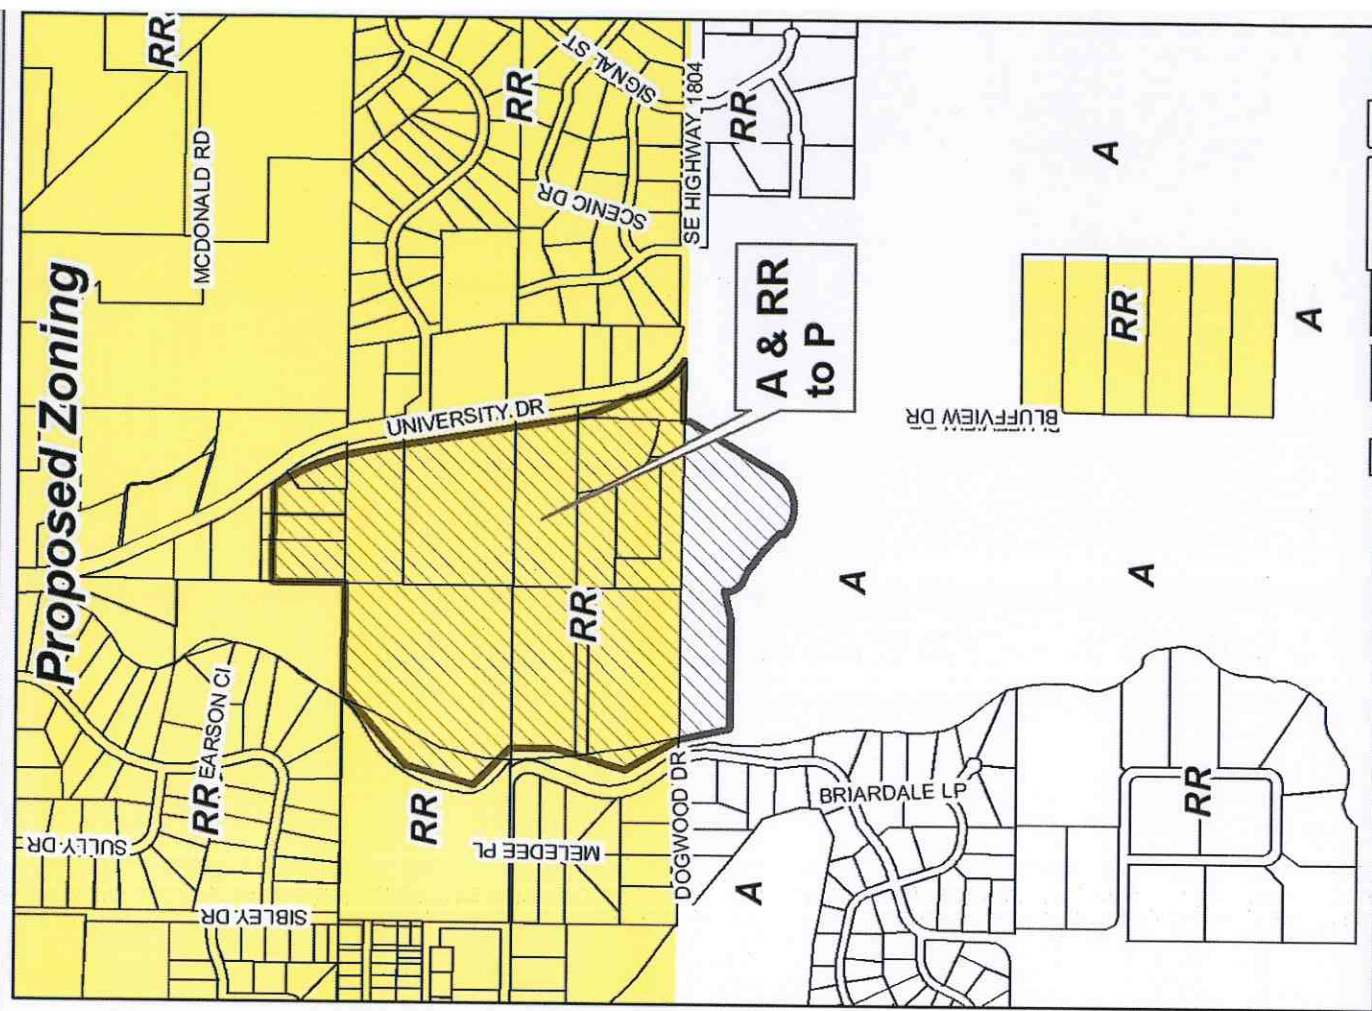 Proposed Zoning
RR
MCDONALD RD
RR
SIGNAL ST
SCENIC DR
SE HIGHWAY 1804
RR
UNIVERSITY DR
A & RR
to P
RR
EARSON CI
RR
SULLY DR
SIBLEY DR
RR
MELEDEE PL
DOGWOOD DR
BRIARDALE LP
BLUFFVIEW DR
A
RR
A
A
A
A
RR